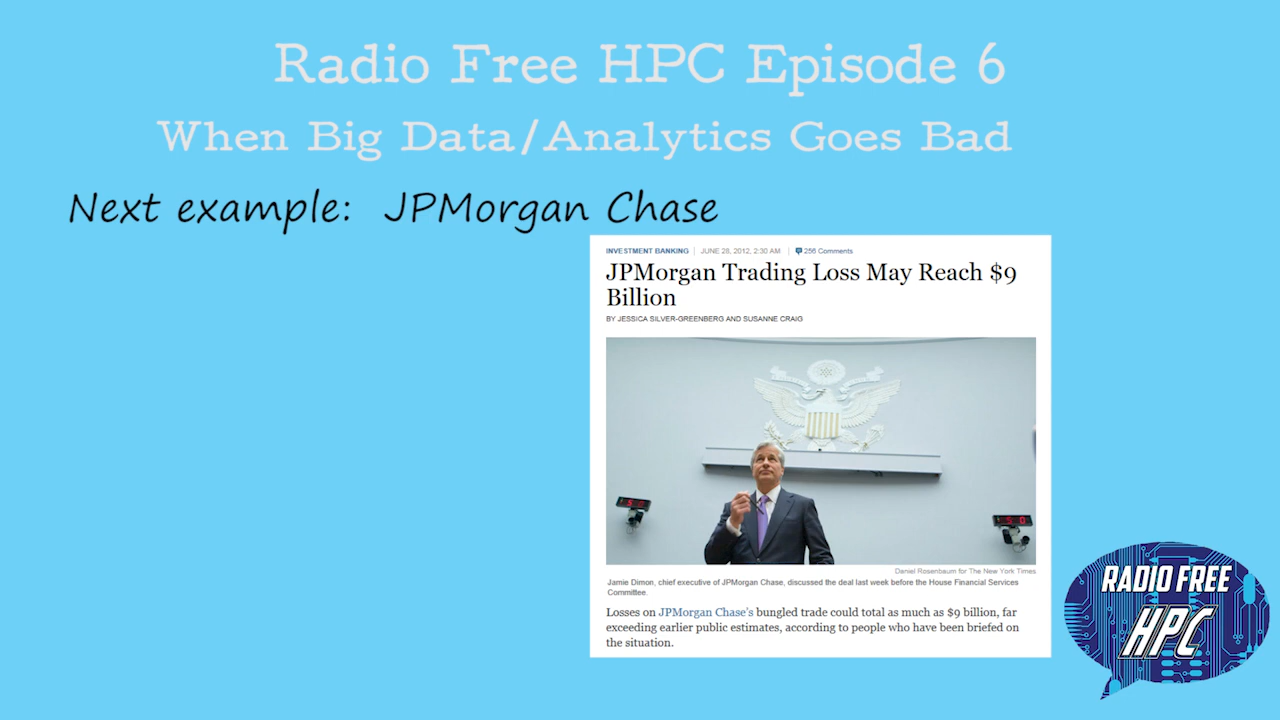 Radio Free HPC Episode 6
When Big Data/Analytics Goes Bad
Next example: JPMorgan Chase
INVESTMENT BANKING | JUNE 28, 2012, 2:30 AM | 256 Comments
JPMorgan Trading Loss May Reach $9
Billion
BY JESSICA SILVER-GREENBERG AND SUSANNE CRAIG
Daniel Rosenbaum for The New York Times
Jamie Dimon, chief executive of JPMorgan Chase, discussed the deal last week before the House Financial Services
Committee.
Losses on JPMorgan Chase's bungled trade could total as much as $9 billion, far
exceeding earlier public estimates, according to people who have been briefed on
the situation.
RADIO FREE
HPC